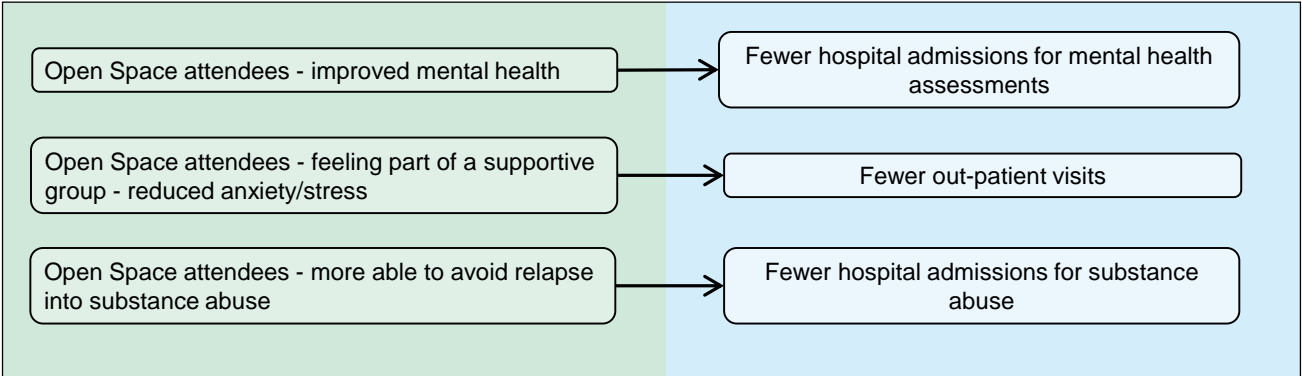 Open Space attendees - improved mental health
Fewer hospital admissions for mental health
assessments
Open Space attendees - feeling part of a supportive
group - reduced anxiety/stress
Fewer out-patient visits
Open Space attendees - more able to avoid relapse
into substance abuse
Fewer hospital admissions for substance
abuse